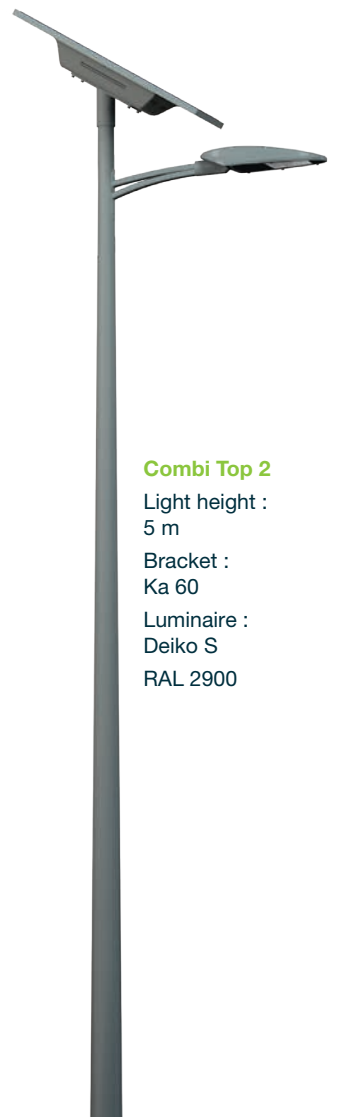 Combi Top 2
Light height :
5 m
Bracket :
Ka 60
Luminaire :
Deiko S
RAL 2900